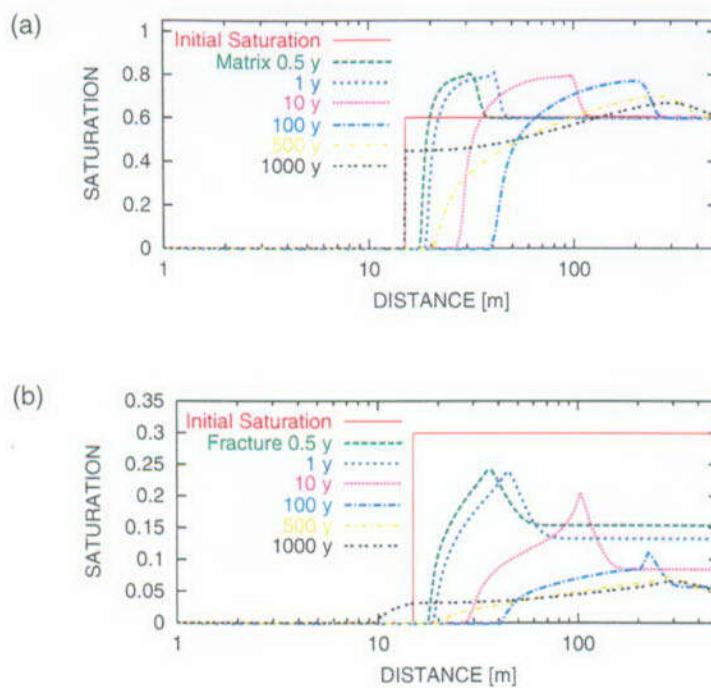 (a)
1
0.8
0.6
0.4
0.2
0
SATURATION
Initial Saturation
Matrix 0.5 y
1 y
10 y
100 y
500 y
1000 y
1 10 100
DISTANCE [m]
(b)
0.35
0.3
0.25
0.2
0.15
0.1
0.05
0
SATURATION
Initial Saturation
Fracture 0.5 y
1 y
10 y
100 y
500 y
1000 y
1 10 100
DISTANCE [m]